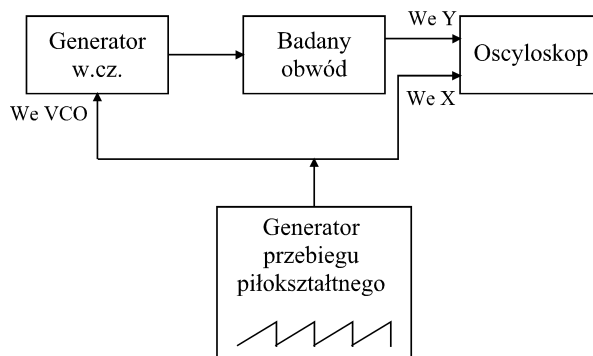 Generator
w.cz.
Badany
obwód
We Y
Oscyloskop
We X
We VCO
Generator
przebiegu
piłokształtnego